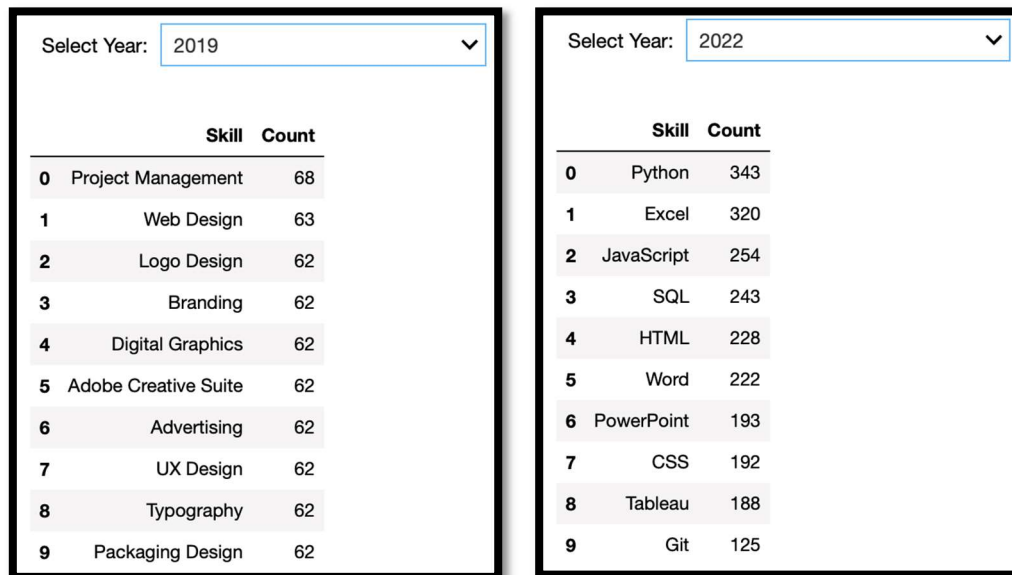 Select Year: 2019
Skill Count
0 Project Management 68
1 Web Design 63
2 Logo Design 62
3 Branding 62
4 Digital Graphics 62
5 Adobe Creative Suite 62
6 Advertising 62
7 UX Design 62
8 Typography 62
9 Packaging Design 62
Select Year: 2022
Skill Count
0 Python 343
1 Excel 320
2 JavaScript 254
3 SQL 243
4 HTML 228
5 Word 222
6 PowerPoint 193
7 CSS 192
8 Tableau 188
9 Git 125